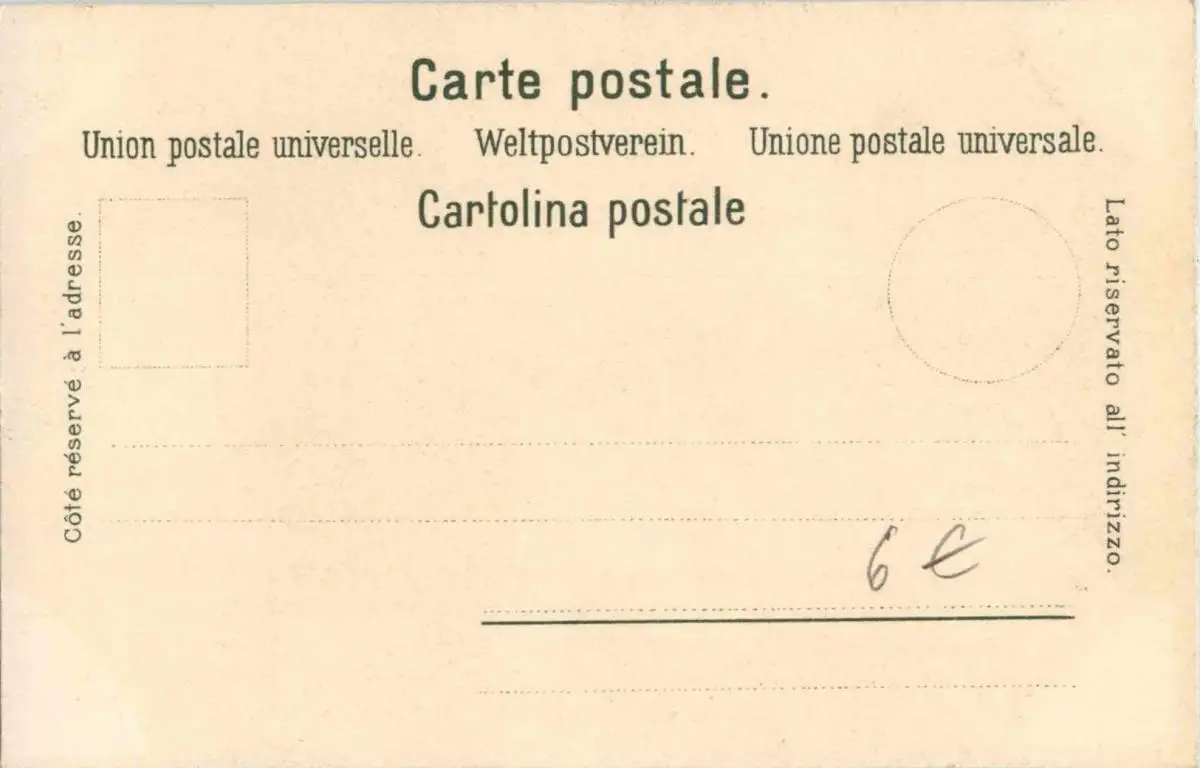 Carte postale.
Union postale universelle. Weltpostverein. Unione postale universale.
Cartolina postale
Côté réservé à l'adresse.
Lato riservato all' indirizzo.
6 €